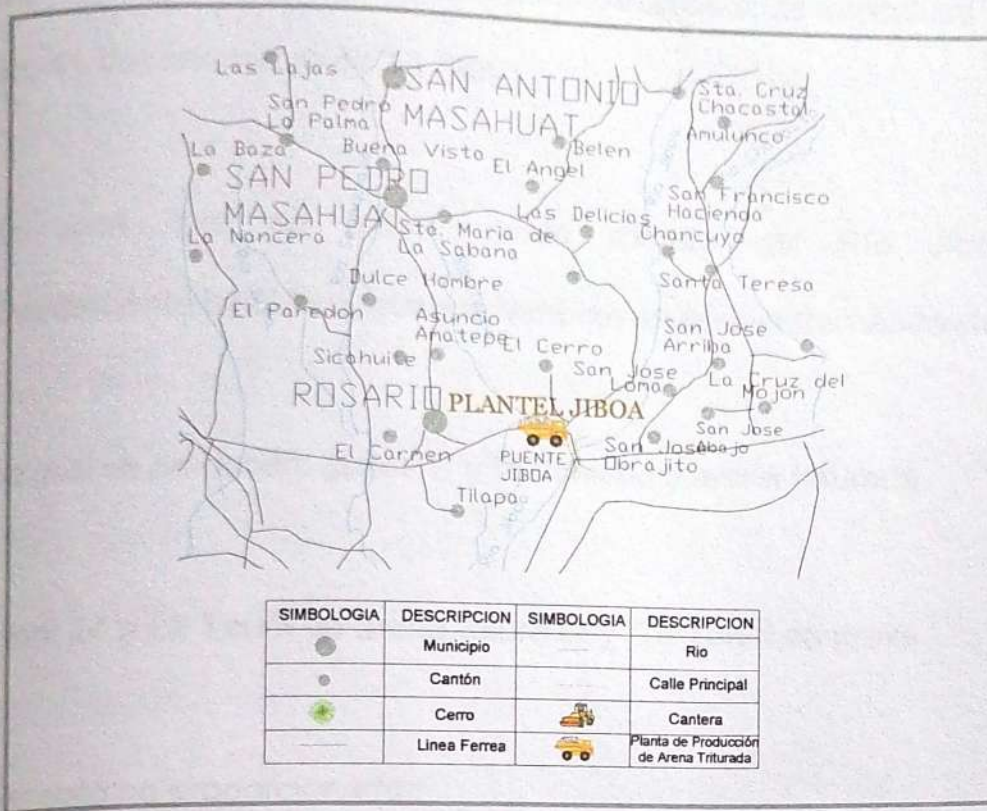 Las Lajas
SAN ANTONIO
MASAHUAT
Sta. Cruz
Chacastal
San Pedro
La Palma
Amulunco
La Baza
Buena Visto
Belen
El Angel
SAN PEDRO
MASAHUAT
San Francisco
Hacienda
La Nancera
Sta. Maria de
La Sabana
Las Delicias
Chancuya
Dulce Hombre
Santa Teresa
El Paredon
Asuncio
Anatepe
El Cerro
San Jose
Arriba
Sicahuite
San Jose
Loma
La Cruz del
Mojon
ROSARIO
PLANTEL JIBOA
San Jose
Abajo
El Carmen
PUENTE
JIBOA
San Jose
Obrajito
Tilapa
SIMBOLOGIA DESCRIPCION SIMBOLOGIA DESCRIPCION
Municipio Rio
Cantón Calle Principal
Cerro Cantera
Linea Ferrea Planta de Producción
de Arena Triturada